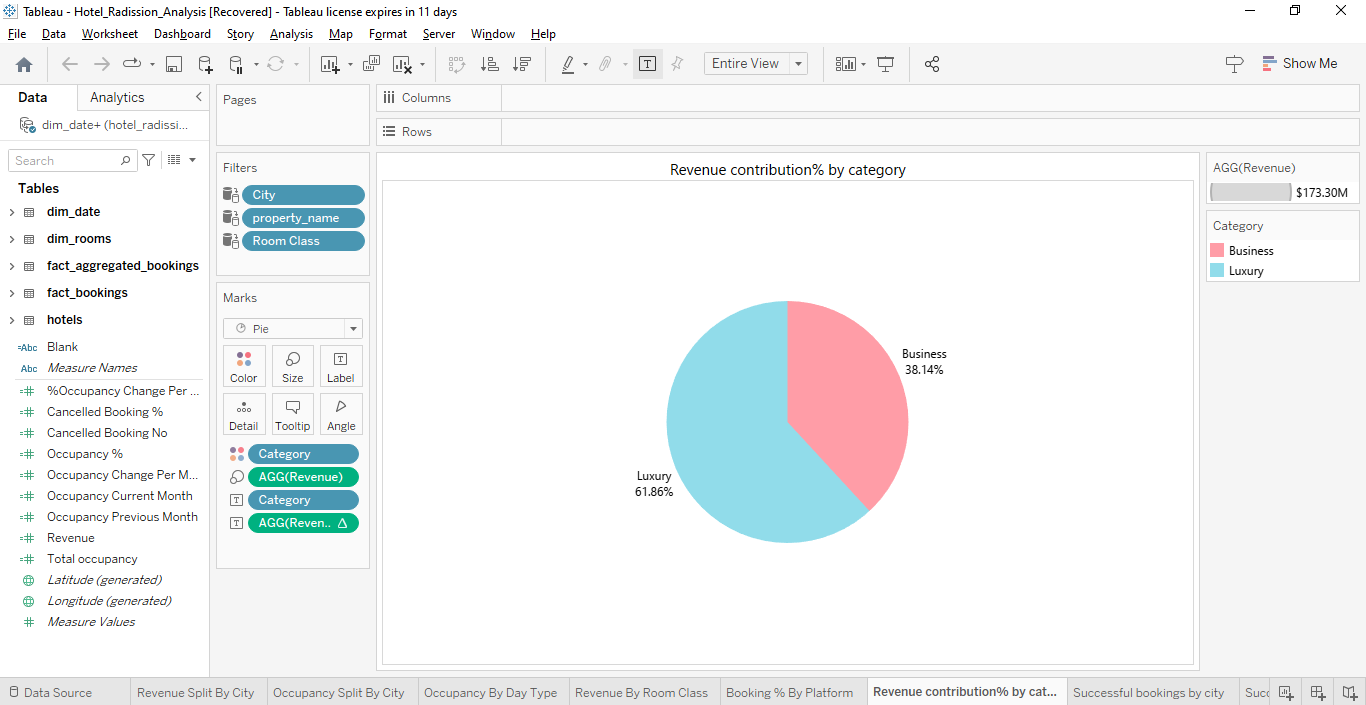 Tableau - Hotel_Radission_Analysis [Recovered] - Tableau license expires in 11 days
File Data Worksheet Dashboard Story Analysis Map Format Server Window Help
Entire View
Show Me
Data Analytics
dim_date+ (hotel_radissi...
Search
Tables
dim_date
dim_rooms
fact_aggregated_bookings
fact_bookings
hotels
=Abc Blank
Abc Measure Names
%Occupancy Change Per ...
Cancelled Booking %
Cancelled Booking No
Occupancy %
Occupancy Change Per M...
Occupancy Current Month
Occupancy Previous Month
Revenue
Total occupancy
Latitude (generated)
Longitude (generated)
Measure Values
Pages
Filters
City
property_name
Room Class
Marks
Pie
Color Size Label
Detail Tooltip Angle
Category
AGG(Revenue)
Category
AGG(Reven..
Columns
Rows
Revenue contribution% by category
Business
38.14%
Luxury
61.86%
AGG(Revenue)
$173.30M
Category
Business
Luxury
Data Source Revenue Split By City Occupancy Split By City Occupancy By Day Type Revenue By Room Class Booking % By Platform Revenue contribution% by cat... Successful bookings by city Succ